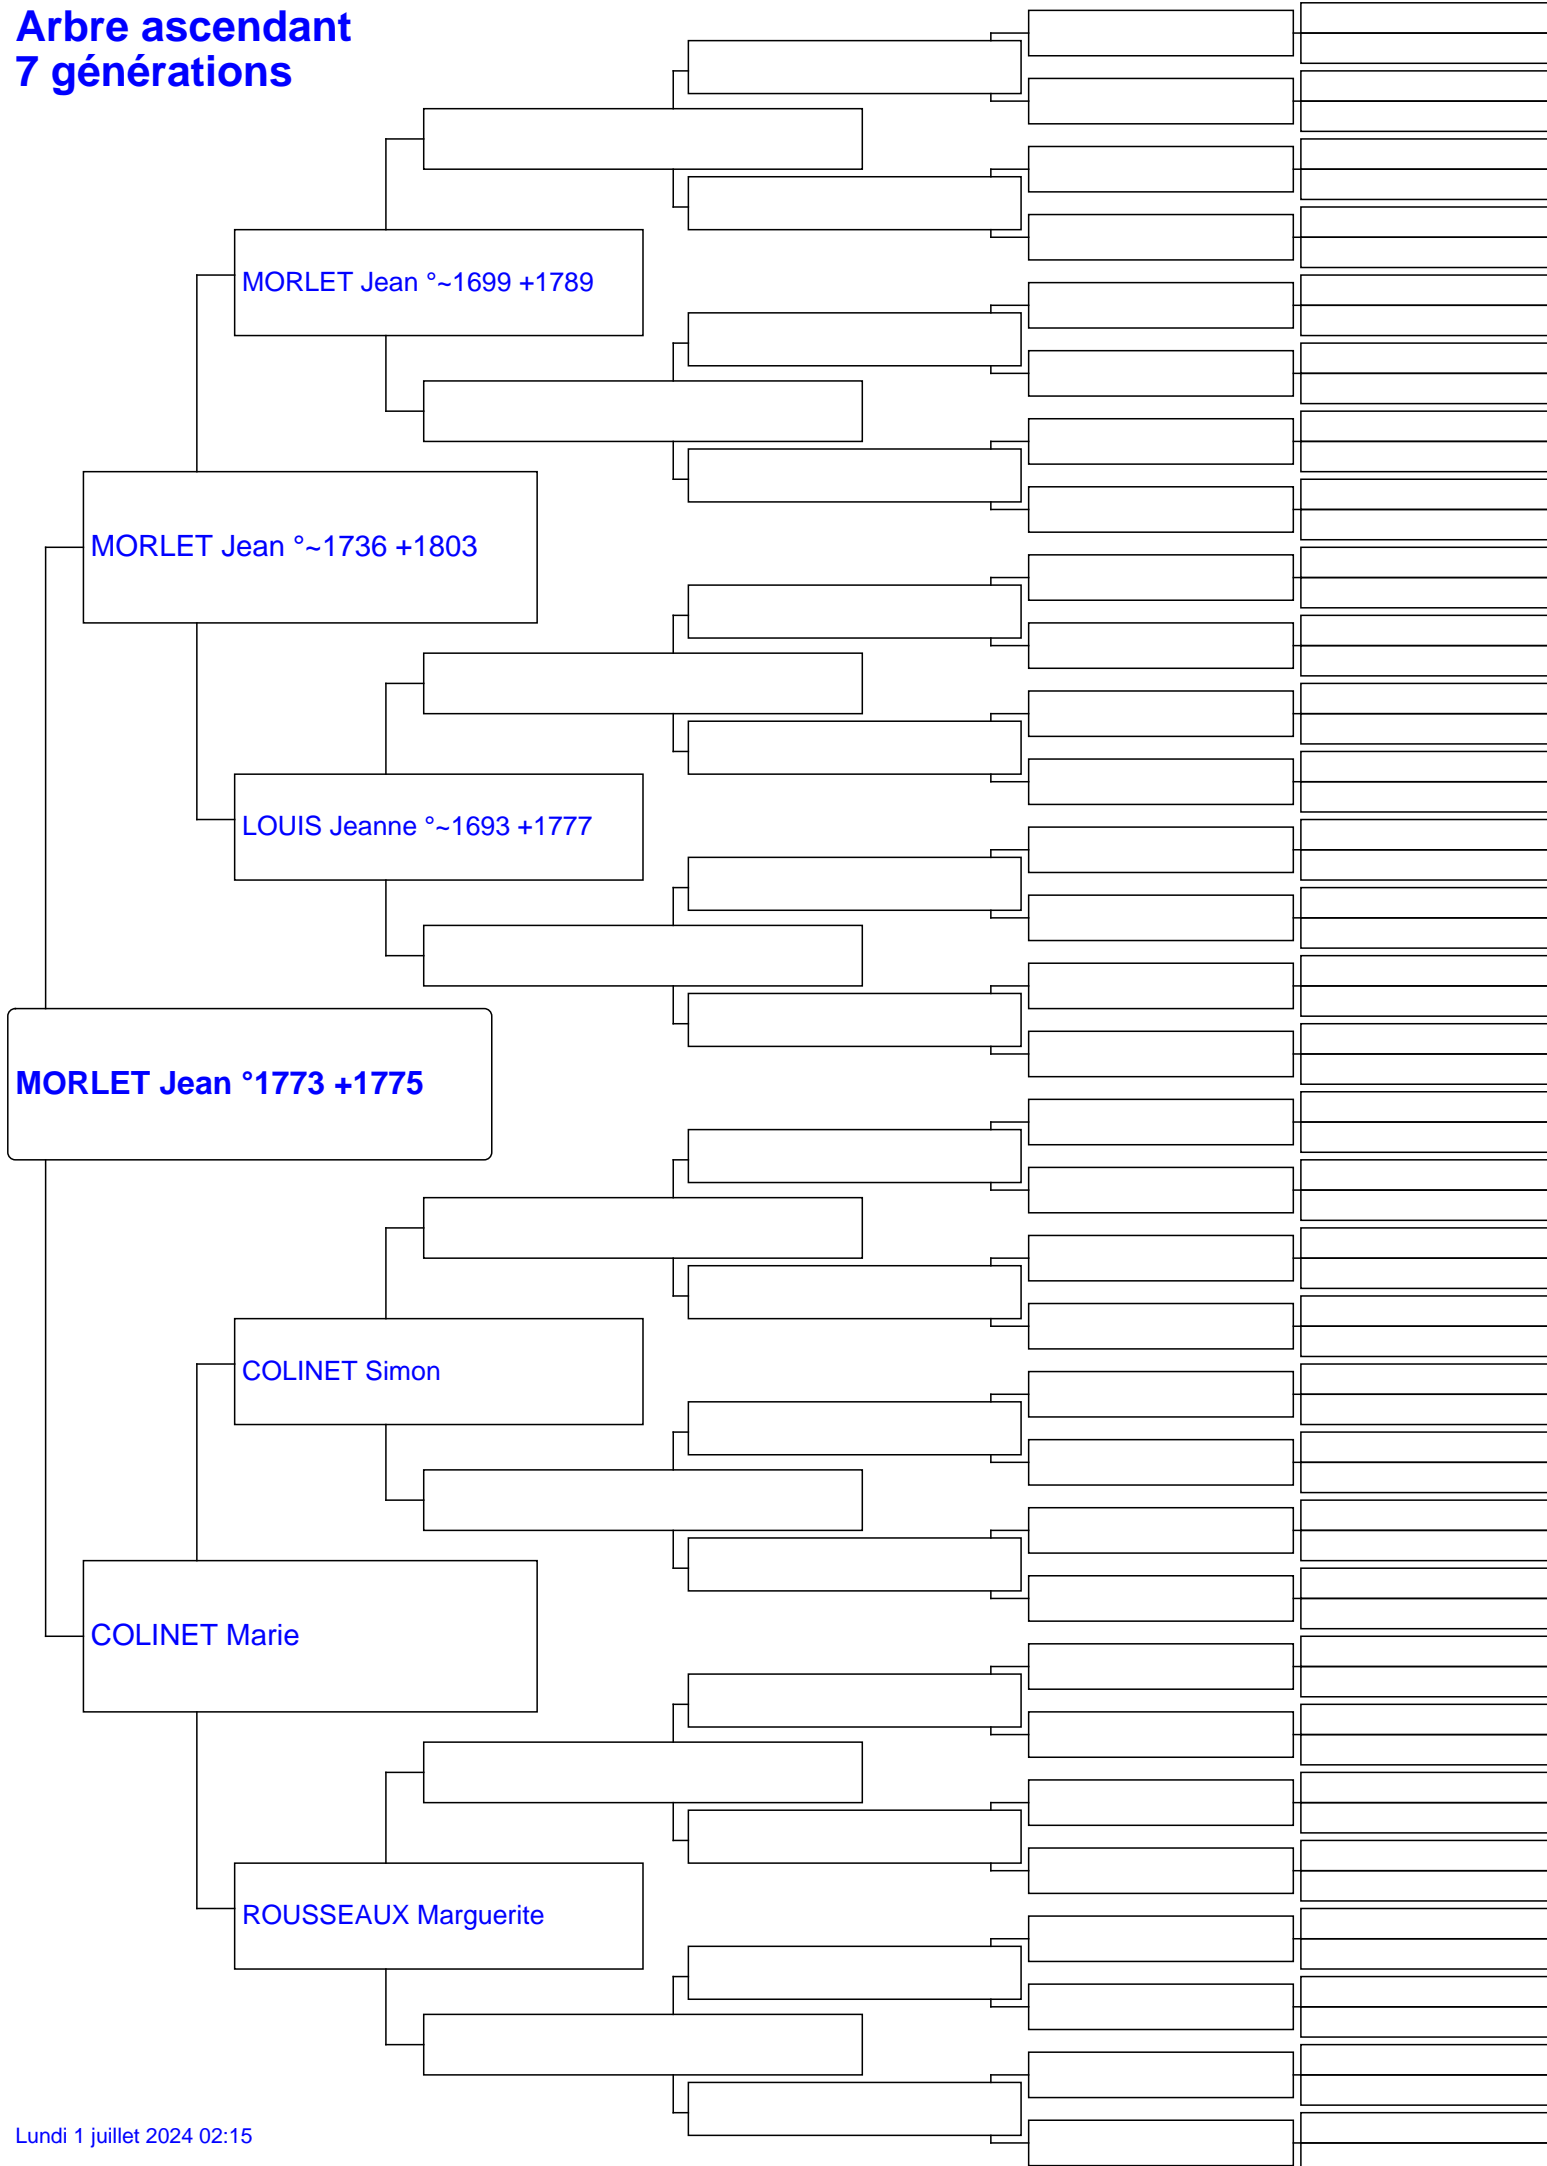 Arbre ascendant
7 générations
MORLET Jean °~1699 +1789
MORLET Jean °~1736 +1803
LOUIS Jeanne °~1693 +1777
MORLET Jean °1773 +1775
COLINET Simon
COLINET Marie
ROUSSEAUX Marguerite
Lundi 1 juillet 2024 02:15